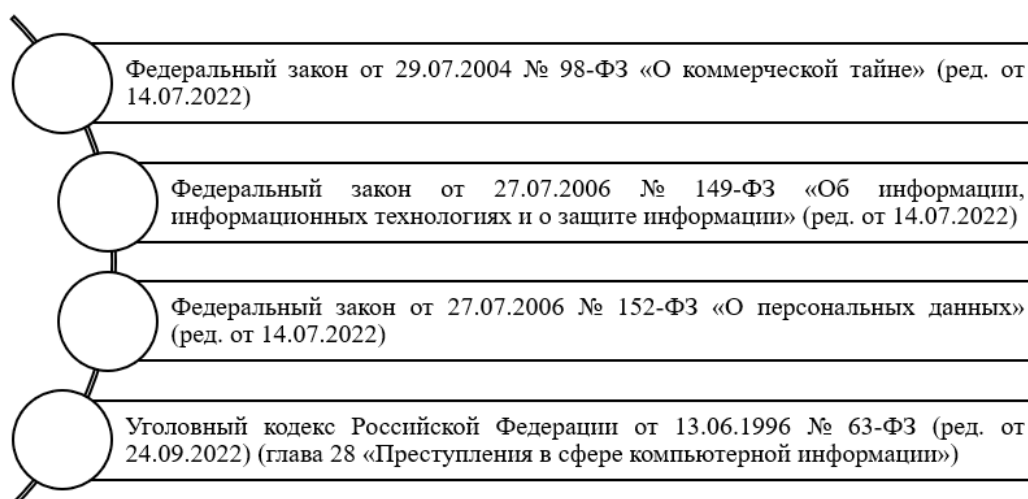 Федеральный закон от 29.07.2004 № 98-ФЗ «О коммерческой тайне» (ред. от
14.07.2022)
Федеральный закон от 27.07.2006 № 149-ФЗ «Об информации,
информационных технологиях и о защите информации» (ред. от 14.07.2022)
Федеральный закон от 27.07.2006 № 152-ФЗ «О персональных данных»
(ред. от 14.07.2022)
Уголовный кодекс Российской Федерации от 13.06.1996 № 63-ФЗ (ред. от
24.09.2022) (глава 28 «Преступления в сфере компьютерной информации»)